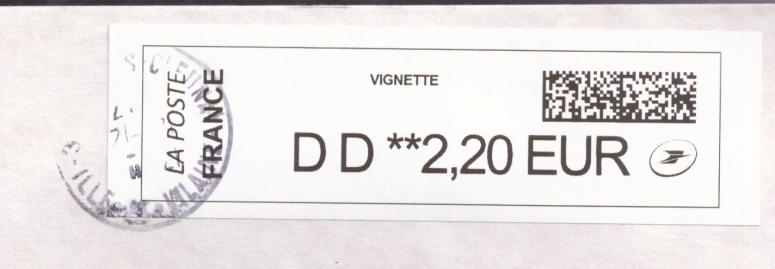 LA POSTE
FRANCE
VIGNETTE
D D **2,20 EUR